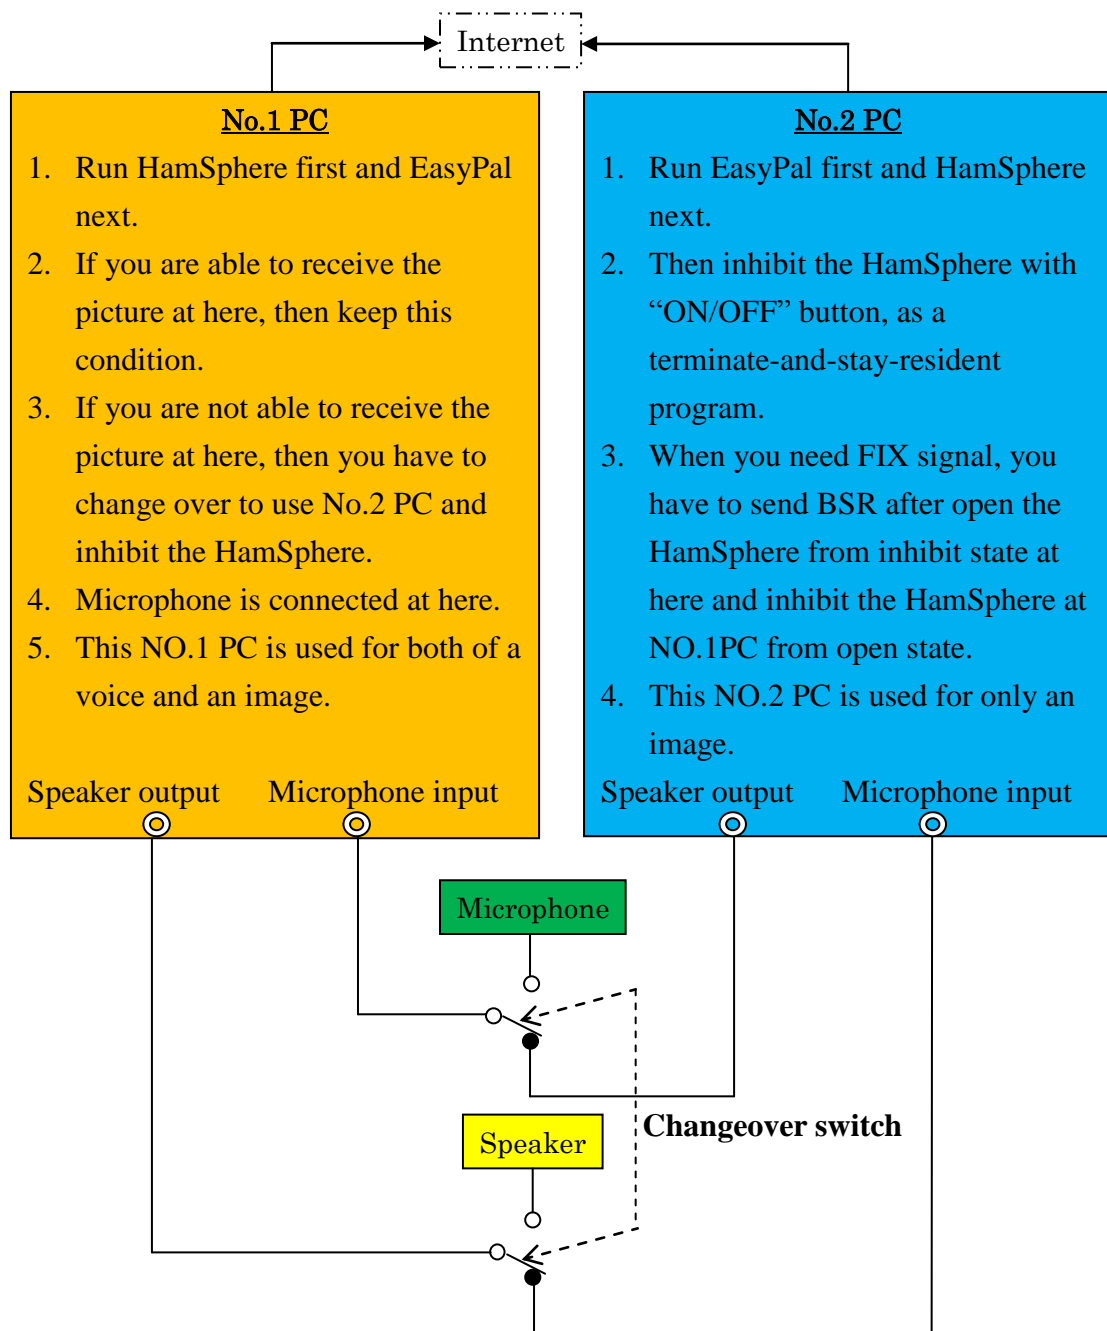 Internet
No.1 PC
1. Run HamSphere first and EasyPal
next.
2. If you are able to receive the
picture at here, then keep this
condition.
3. If you are not able to receive the
picture at here, then you have to
change over to use No.2 PC and
inhibit the HamSphere.
4. Microphone is connected at here.
5. This NO.1 PC is used for both of a
voice and an image.
Speaker output Microphone input
No.2 PC
1. Run EasyPal first and HamSphere
next.
2. Then inhibit the HamSphere with
“ON/OFF” button, as a
terminate-and-stay-resident
program.
3. When you need FIX signal, you
have to send BSR after open the
HamSphere from inhibit state at
here and inhibit the HamSphere at
NO.1PC from open state.
4. This NO.2 PC is used for only an
image.
Speaker output Microphone input
Microphone
Changeover switch
Speaker